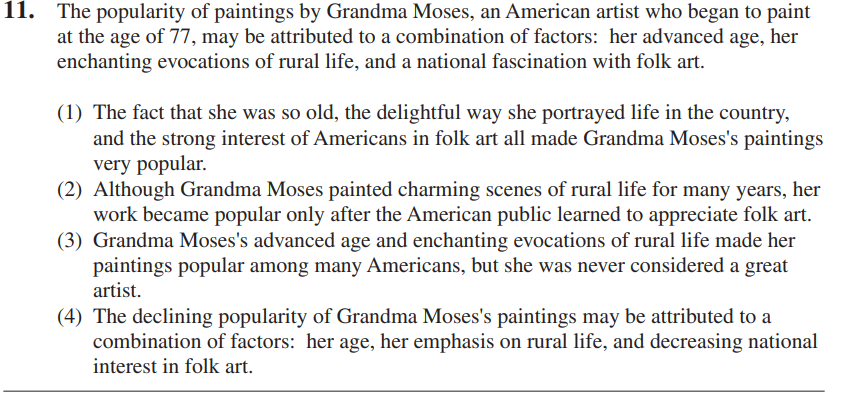 11. The popularity of paintings by Grandma Moses, an American artist who began to paint
at the age of 77, may be attributed to a combination of factors: her advanced age, her
enchanting evocations of rural life, and a national fascination with folk art.
(1) The fact that she was so old, the delightful way she portrayed life in the country,
and the strong interest of Americans in folk art all made Grandma Moses's paintings
very popular.
(2) Although Grandma Moses painted charming scenes of rural life for many years, her
work became popular only after the American public learned to appreciate folk art.
(3) Grandma Moses's advanced age and enchanting evocations of rural life made her
paintings popular among many Americans, but she was never considered a great
artist.
(4) The declining popularity of Grandma Moses's paintings may be attributed to a
combination of factors: her age, her emphasis on rural life, and decreasing national
interest in folk art.